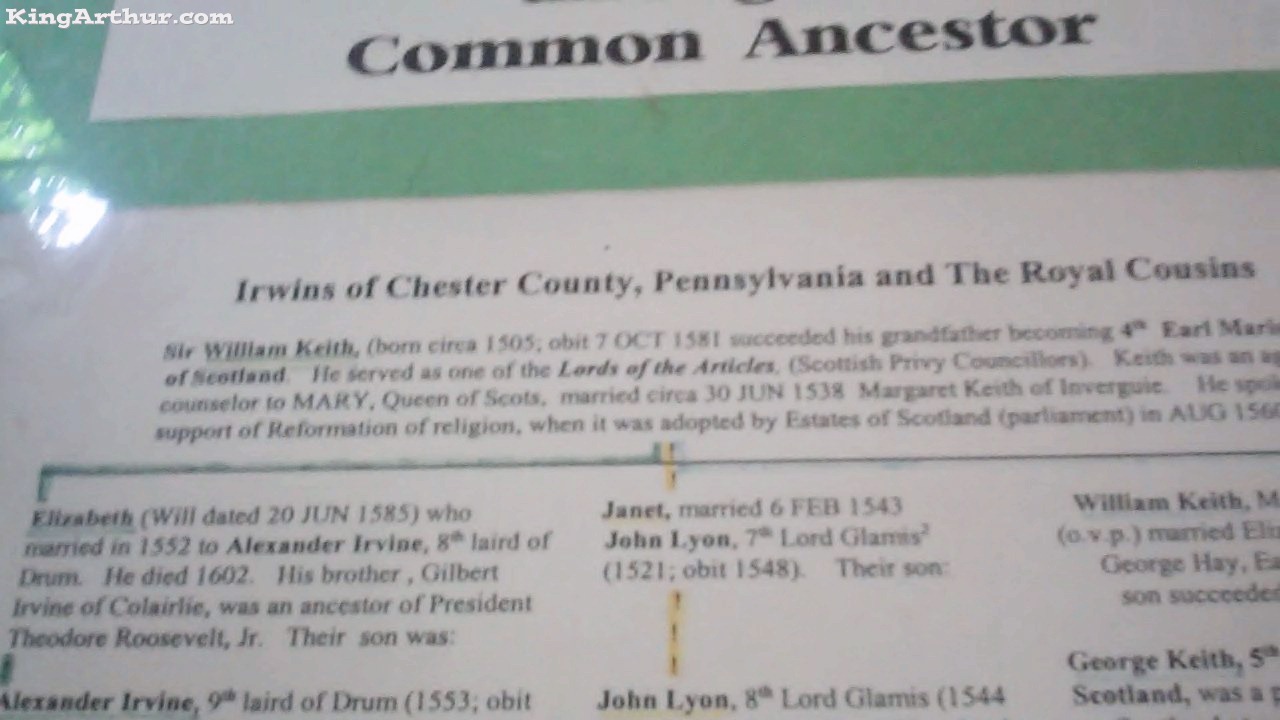 KingArthur.com
Common Ancestor
Irwins of Chester County, Pennsylvania and The Royal Cousins
Sir William Keith, (born circa 1505; obit 7 OCT 1581 succeeded his grandfather becoming 4th Earl
of Scotland. He served as one of the Lords of the Articles, (Scottish Privy Councillors). Keith was an
counselor to MARY, Queen of Scots, married circa 30 JUN 1538 Margaret Keith of Inverguie. He
support of Reformation of religion, when it was adopted by Estates of Scotland (parliament) in AUG
Elizabeth (Will dated 20 JUN 1585) who
married in 1552 to Alexander Irvine, 8th laird of
Drum. He died 1602. His brother , Gilbert
Irvine of Colairlie, was an ancestor of President
Theodore Roosevelt, Jr. Their son was:
Alexander Irvine, 9th laird of Drum (1553; obit
Janet, married 6 FEB 1543
John Lyon, 7th Lord Glamis2
(1521; obit 1548). Their son:
John Lyon, 8th Lord Glamis (1544
William Keith, M
(o.v.p.) married
George Hay,
son
George Keith, 5th
Scotland, was a